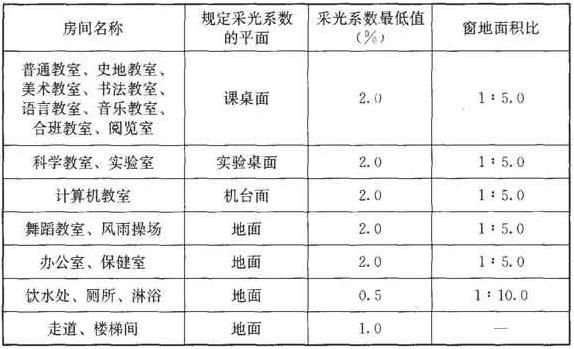 房间名称 规定采光系数的平面 采光系数最低值(%) 窗地面积比
普通教室、史地教室、
美术教室、书法教室、
语言教室、音乐教室、
合班教室、阅览室 课桌面 2.0 1∶5.0
科学教室、实验室 实验桌面 2.0 1∶5.0
计算机教室 机台面 2.0 1∶5.0
舞蹈教室、风雨操场 地面 2.0 1∶5.0
办公室、保健室 地面 2.0 1∶5.0
饮水处、厕所、淋浴 地面 0.5 1∶10.0
走道、楼梯间 地面 1.0 —